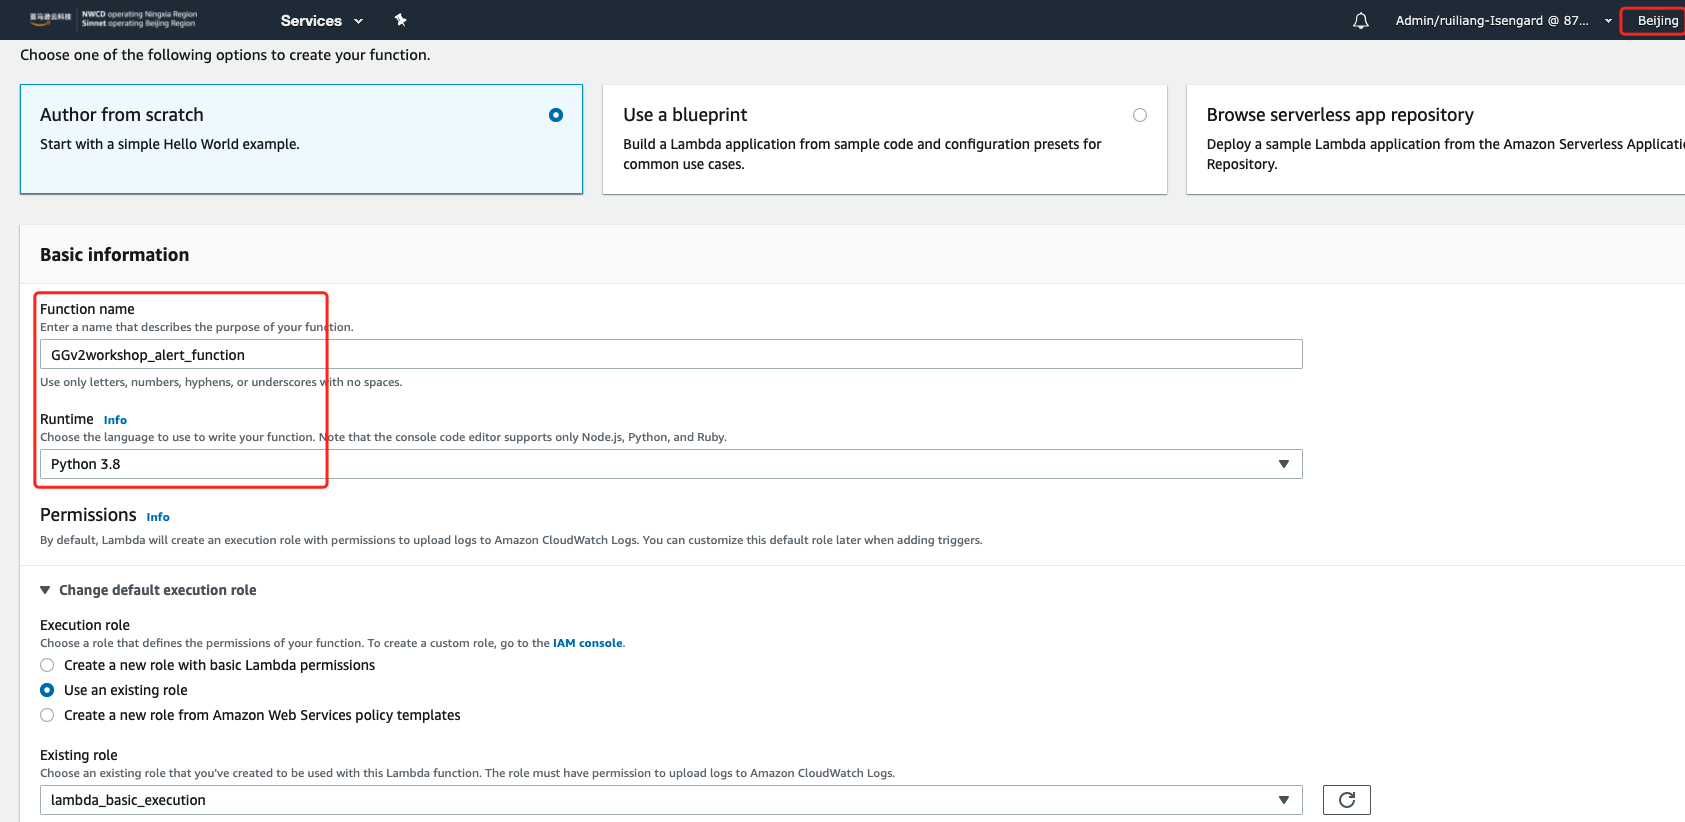 亚马逊云科技
NWCD operating Ningxia Region
Sinnet operating Beijing Region
Services
Admin/ruiliang-Isengard @ 87...
Beijing
Choose one of the following options to create your function.
Author from scratch
Start with a simple Hello World example.
Use a blueprint
Build a Lambda application from sample code and configuration presets for
common use cases.
Browse serverless app repository
Deploy a sample Lambda application from the Amazon Serverless Applicati
Repository.
Basic information
Function name
Enter a name that describes the purpose of your function.
GGv2workshop_alert_function
Use only letters, numbers, hyphens, or underscores with no spaces.
Runtime Info
Choose the language to use to write your function. Note that the console code editor supports only Node.js, Python, and Ruby.
Python 3.8
Permissions Info
By default, Lambda will create an execution role with permissions to upload logs to Amazon CloudWatch Logs. You can customize this default role later when adding triggers.
Change default execution role
Execution role
Choose a role that defines the permissions of your function. To create a custom role, go to the IAM console.
Create a new role with basic Lambda permissions
Use an existing role
Create a new role from Amazon Web Services policy templates
Existing role
Choose an existing role that you've created to be used with this Lambda function. The role must have permission to upload logs to Amazon CloudWatch Logs.
lambda_basic_execution